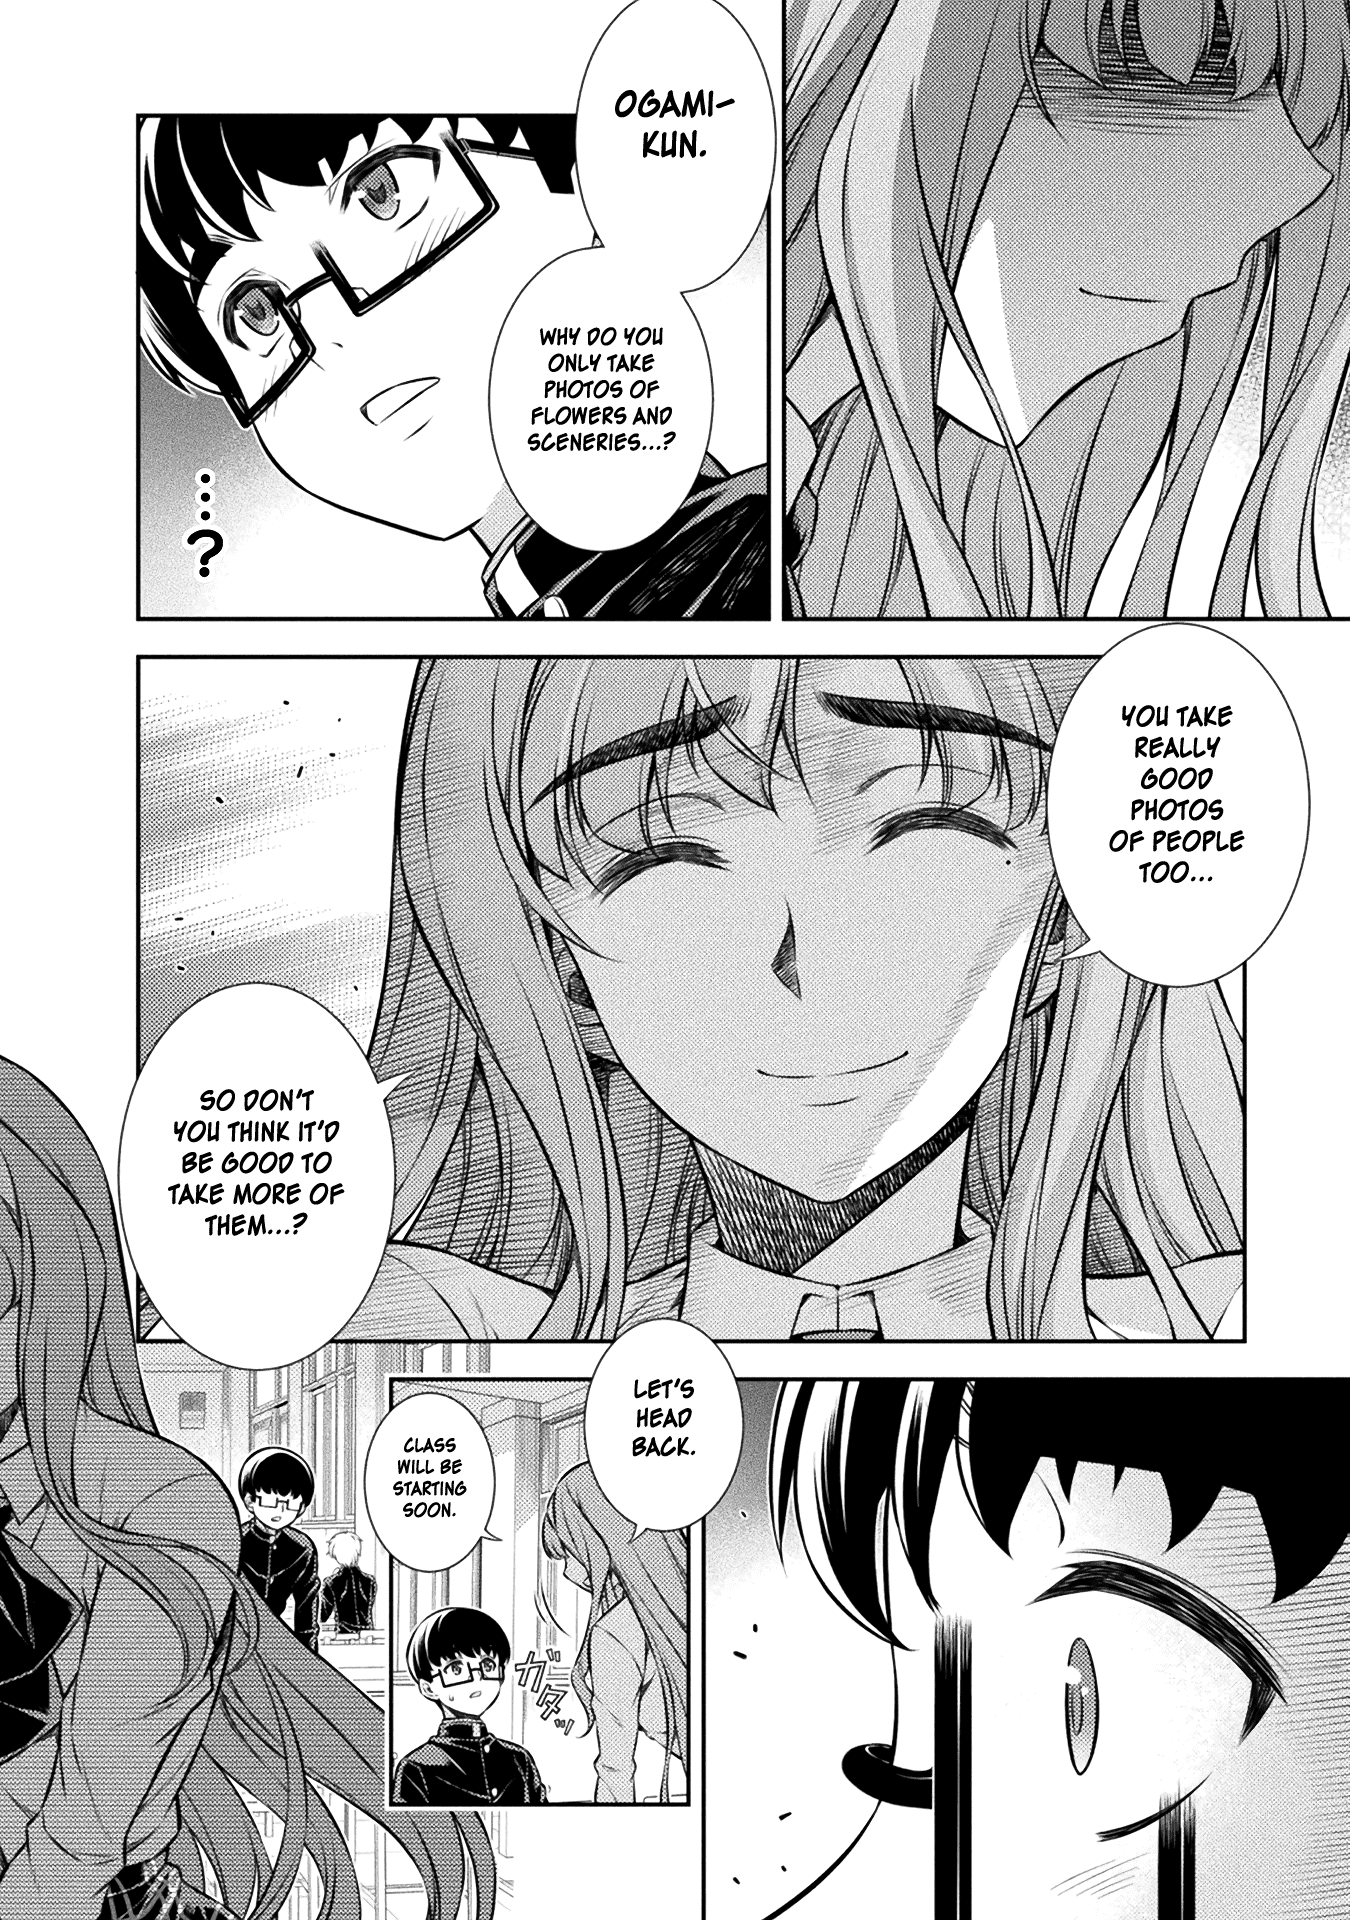 OGAMI-
KUN.
WHY DO YOU
ONLY TAKE
PHOTOS OF
FLOWERS AND
SCENERIES...?
...?
YOU TAKE
REALLY
GOOD
PHOTOS
OF PEOPLE
TOO...
SO DON'T
YOU THINK IT'D
BE GOOD TO
TAKE MORE OF
THEM...?
LET'S
HEAD
BACK.
CLASS
WILL BE
STARTING
SOON.
ガタッ